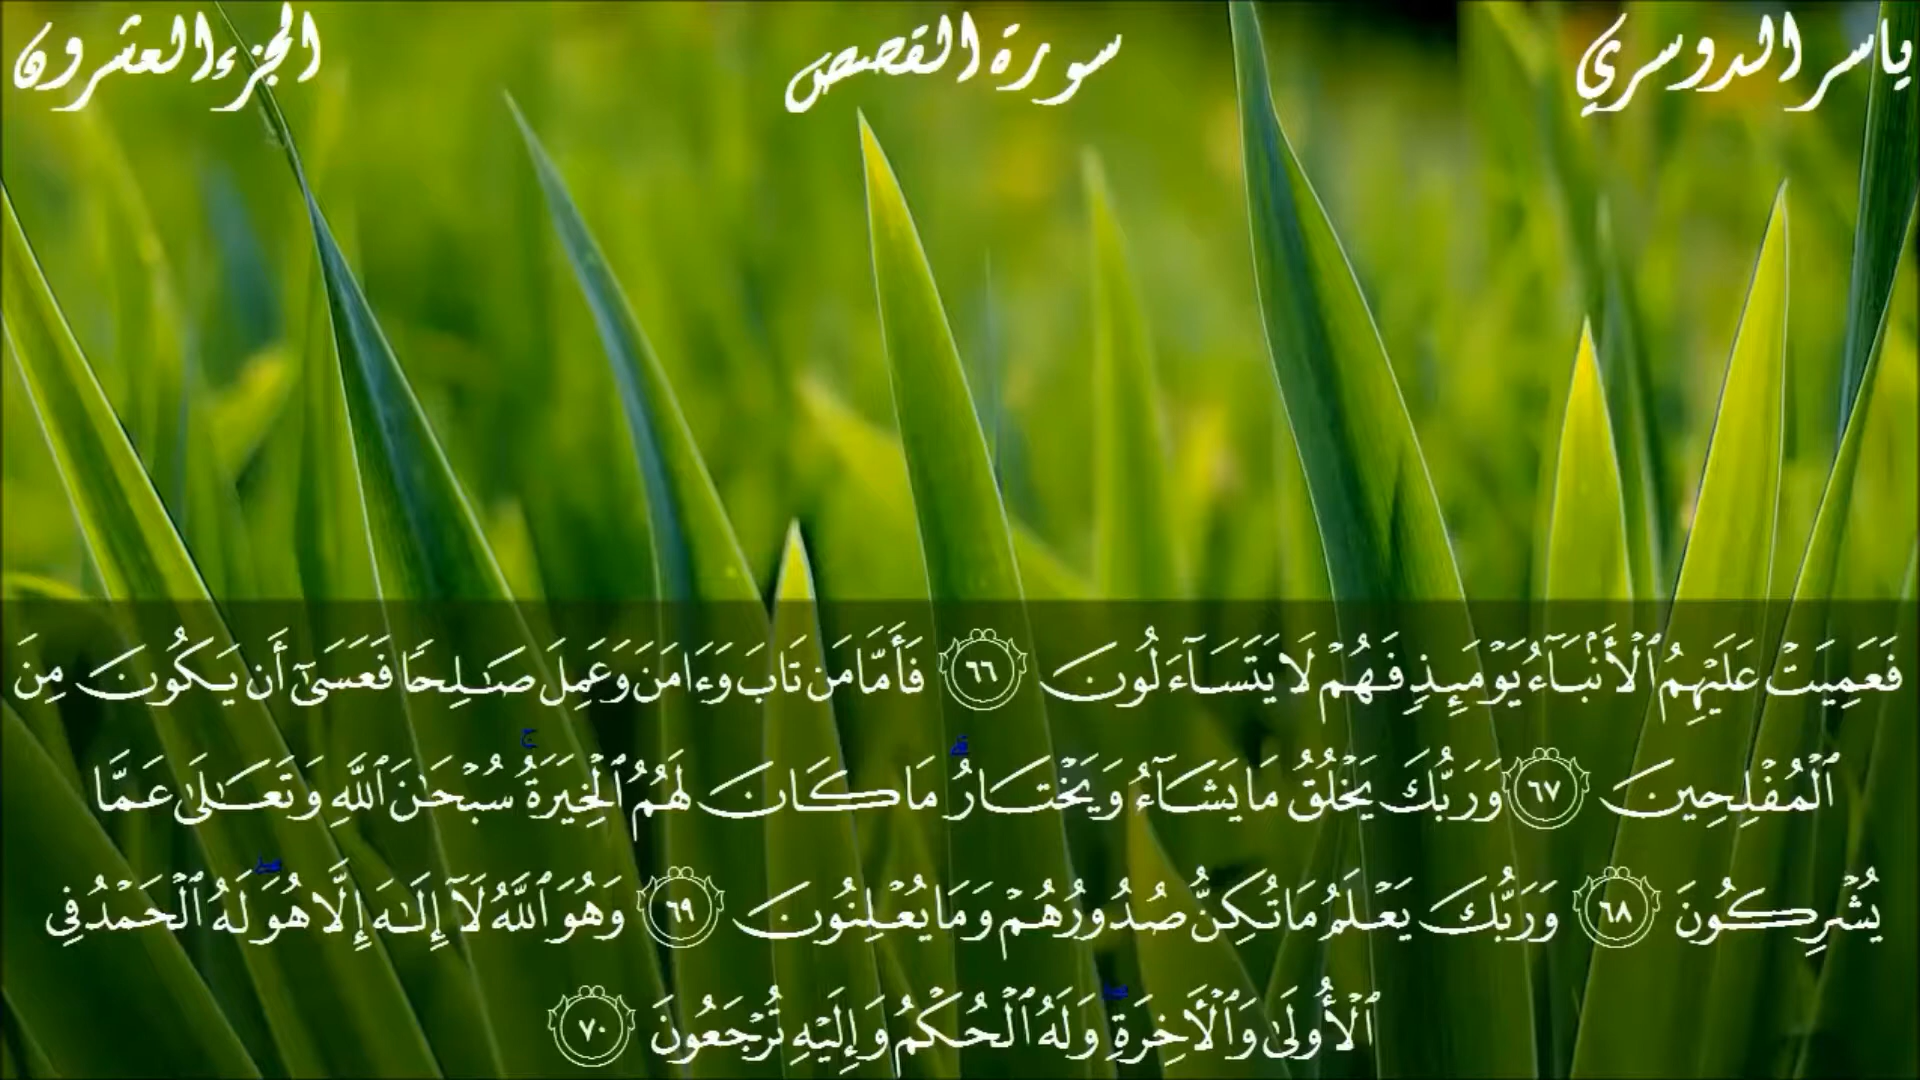 ياسر الدوسري
سورة القصص
الجزء العشرون
فَعَمِيَتْ عَلَيْهِمُ ٱلْأَنۢبَآءُ يَوْمَئِذٍ فَهُمْ لَا يَتَسَآءَلُونَ ٦٦ فَأَمَّا مَن تَابَ وَءَامَنَ وَعَمِلَ صَـٰلِحًا فَعَسَىٰٓ أَن يَكُونَ مِنَ
ٱلْمُفْلِحِينَ ٦٧ وَرَبُّكَ يَخْلُقُ مَا يَشَآءُ وَيَخْتَارُ ۗ مَا كَانَ لَهُمُ ٱلْخِيَرَةُ ۚ سُبْحَـٰنَ ٱللَّهِ وَتَعَـٰلَىٰ عَمَّا
يُشْرِكُونَ ٦٨ وَرَبُّكَ يَعْلَمُ مَا تُكِنُّ صُدُورُهُمْ وَمَا يُعْلِنُونَ ٦٩ وَهُوَ ٱللَّهُ لَآ إِلَـٰهَ إِلَّا هُوَ ۖ لَهُ ٱلْحَمْدُ فِى
ٱلْأُولَىٰ وَٱلْـَٔاخِرَةِ ۖ وَلَهُ ٱلْحُكْمُ وَإِلَيْهِ تُرْجَعُونَ ٧٠